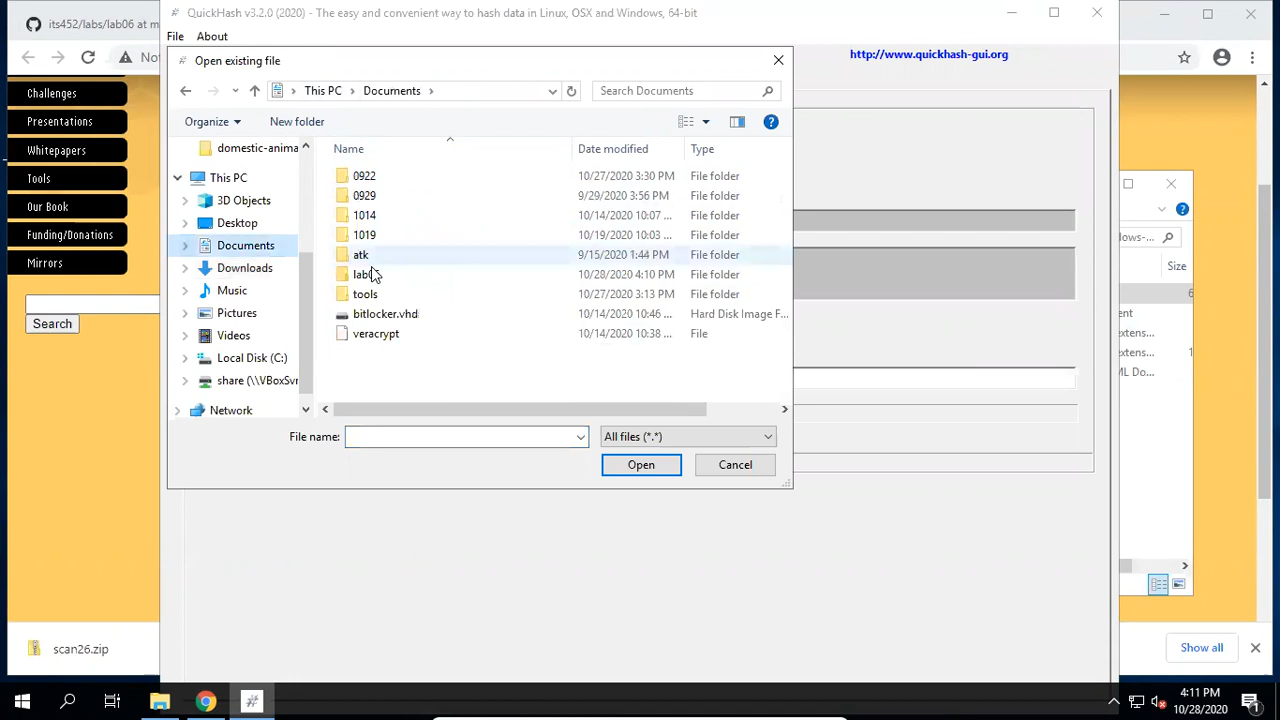 its452/labs/lab06 at m
QuickHash v3.2.0 (2020) - The easy and convenient way to hash data in Linux, OSX and Windows, 64-bit
File About
http://www.quickhash-gui.org
Open existing file
This PC > Documents >
Search Documents
Organize
New folder
Name Date modified Type
domestic-anima
This PC
3D Objects
Desktop
Documents
Downloads
Music
Pictures
Videos
Local Disk (C:)
share (\\VBoxSvr
Network
0922 10/27/2020 3:30 PM File folder
0929 9/29/2020 3:56 PM File folder
1014 10/14/2020 10:07 ... File folder
1019 10/19/2020 10:03 ... File folder
atk 9/15/2020 1:44 PM File folder
10/28/2020 4:10 PM File folder
tools 10/27/2020 3:13 PM File folder
bitlocker.vhd 10/14/2020 10:46 ... Hard Disk Image F...
veracrypt 10/14/2020 10:38 ... File
File name:
All files (*.*)
Open
Cancel
Not
Challenges
Presentations
Whitepapers
Tools
Our Book
Funding/Donations
Mirrors
Search
scan26.zip
Show all
Size
6
extens...
extens... 1
ML Do...
4:11 PM
10/28/2020
1